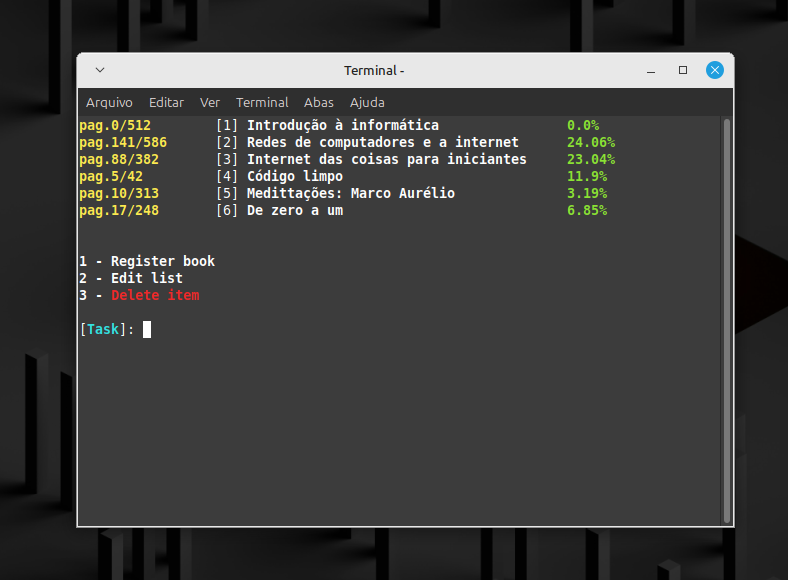 Terminal -
Arquivo Editar Ver Terminal Abas Ajuda
pag.0/512 [1] Introdução à informática 0.0%
pag.141/586 [2] Redes de computadores e a internet 24.06%
pag.88/382 [3] Internet das coisas para iniciantes 23.04%
pag.5/42 [4] Código limpo 11.9%
pag.10/313 [5] Medittações: Marco Aurélio 3.19%
pag.17/248 [6] De zero a um 6.85%
1 - Register book
2 - Edit list
3 - Delete item
[Task]: